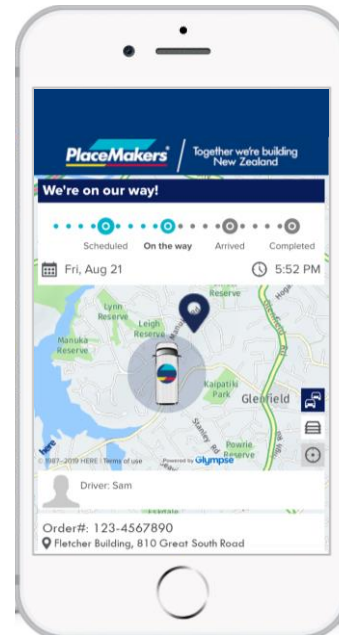 PlaceMakers
Together we're building
New Zealand
We're on our way!
Scheduled On the way Arrived Completed
Fri, Aug 21 5:52 PM
Reserve
Lynn
Reserve
Leigh
Reserve
Manuka
Reserve
Kaipatiki
Park
Glenfield
Stanley Rd
Powrie
Reserve
here
© 1987–2019 HERE | Terms of use
Powered by Glympse
Driver: Sam
Order#: 123-4567890
Fletcher Building, 810 Great South Road